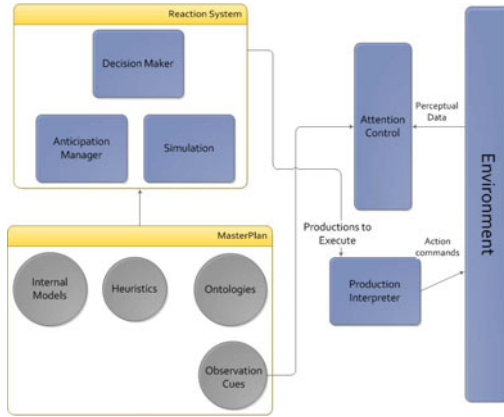 Reaction System
Decision Maker
Anticipation
Manager
Simulation
Attention
Control
Perceptual
Data
Environment
MasterPlan
Internal
Models
Heuristics
Ontologies
Observation
Cues
Productions to
Execute
Production
Interpreter
Action
commands